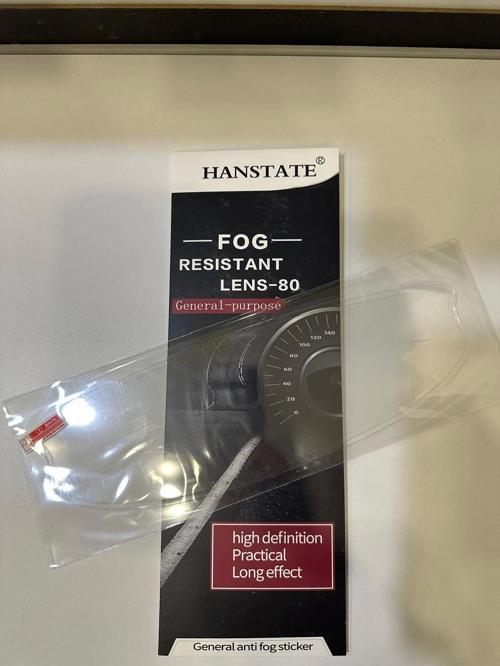 HANSTATE®
FOG
RESISTANT
LENS-80
General-purpose
140
120
100
80
60
40
20
0
high definition
Practical
Long effect
General anti fog sticker